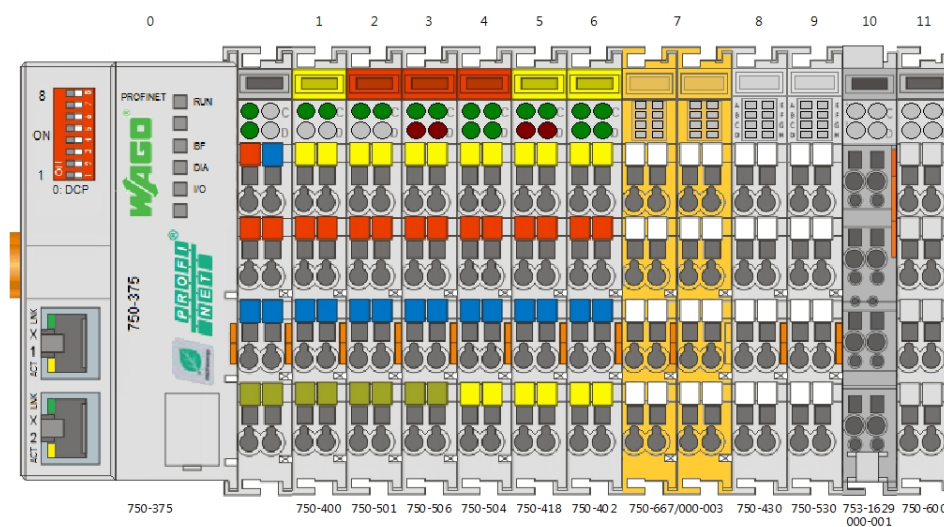 0 1 2 3 4 5 6 7 8 9 10 11
8
ON
1
0: DCP
ON
PROFINET
RUN
BF
DIA
I/O
WAGO®
PROFI®
NET
750-375
LNK
X
1
ACT
LNK
X
2
ACT
C
D
C
D
C
D
C
D
C
D
C
D
C
D
A
B
C
D
E
F
G
H
A
B
C
D
E
F
G
H
C
D
C
D
750-375 750-400 750-501 750-506 750-504 750-418 750-402 750-667/000-003 750-430 750-530 753-1629 750-600
000-001